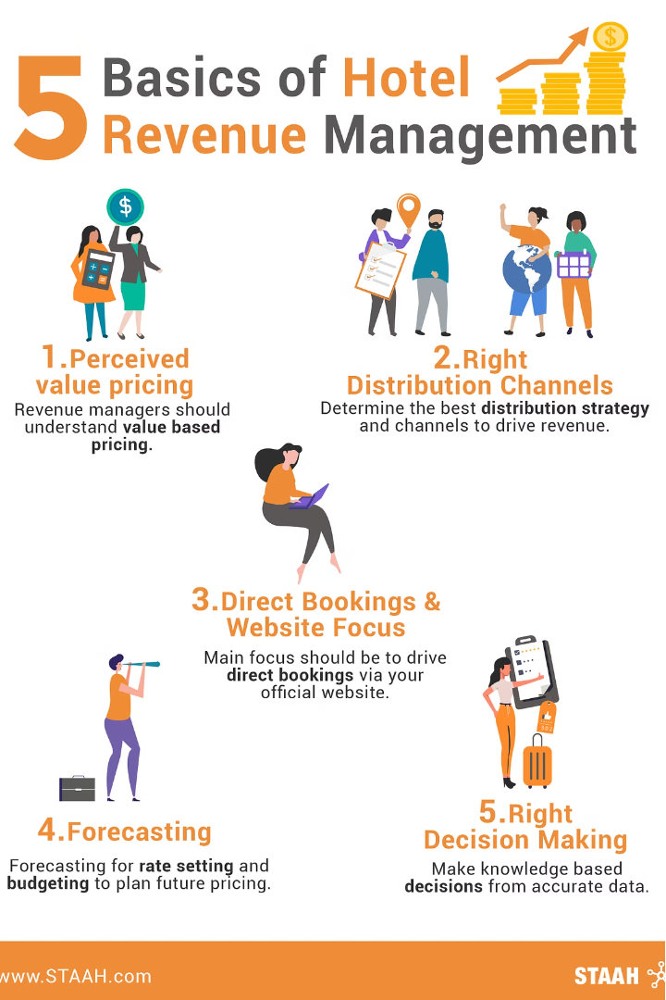 5 Basics of Hotel
Revenue Management
1.Perceived
value pricing
Revenue managers should
understand value based
pricing.
2.Right
Distribution Channels
Determine the best distribution strategy
and channels to drive revenue.
3.Direct Bookings &
Website Focus
Main focus should be to drive
direct bookings via your
official website.
4.Forecasting
Forecasting for rate setting and
budgeting to plan future pricing.
5.Right
Decision Making
Make knowledge based
decisions from accurate data.
www.STAAH.com
STAAH